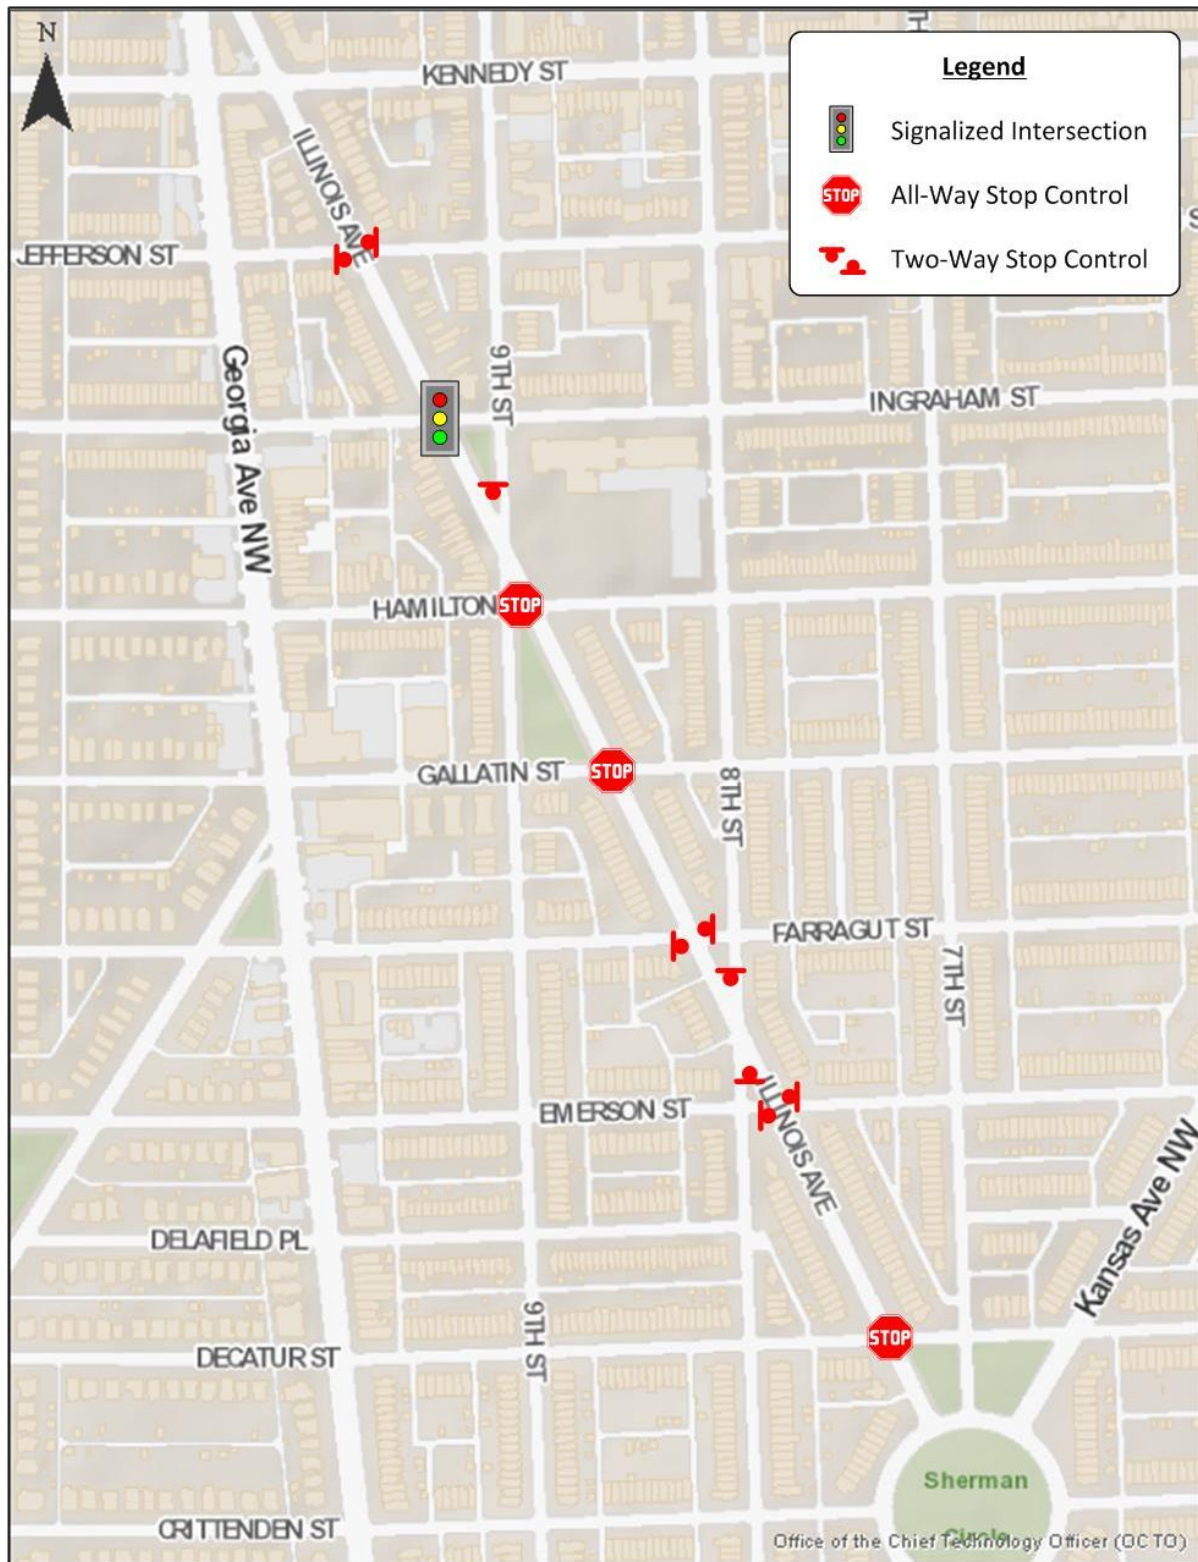 N
KENNEDY ST
Legend
Signalized Intersection
STOP
All-Way Stop Control
Two-Way Stop Control
ILLINOIS AVE
JEFFERSON ST
Georgia Ave NW
9TH ST
INGRAHAM ST
HAMILTON
STOP
GALLATIN ST
STOP
8TH ST
FARRAGUT ST
7TH ST
EMERSON ST
ILLINOIS AVE
Kansas Ave NW
DELAFIELD PL
9TH ST
STOP
DECATUR ST
Sherman
Circle
CRITTENDEN ST
Office of the Chief Technology Officer (OCTO)